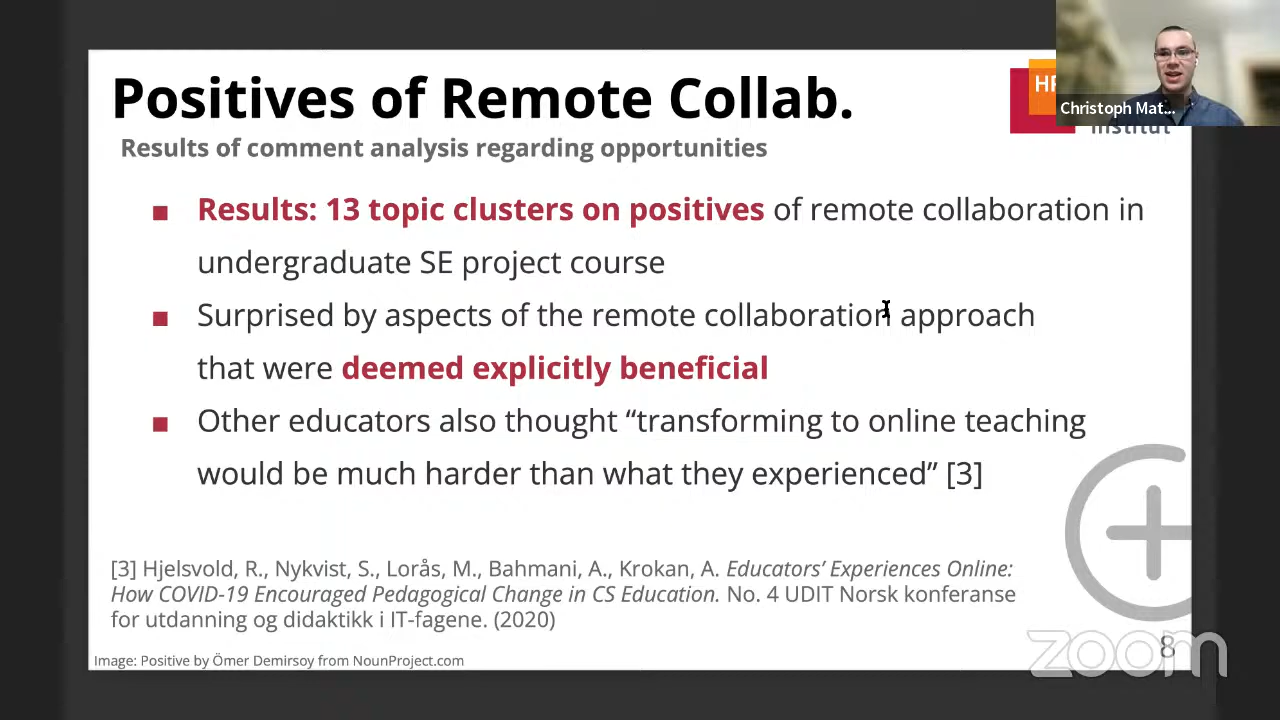 Positives of Remote Collab.
Results of comment analysis regarding opportunities
HP
Christoph Mat...
Institut
■ Results: 13 topic clusters on positives of remote collaboration in
undergraduate SE project course
■ Surprised by aspects of the remote collaboration approach
that were deemed explicitly beneficial
■ Other educators also thought “transforming to online teaching
would be much harder than what they experienced” [3]
[3] Hjelsvold, R., Nykvist, S., Lorås, M., Bahmani, A., Krokan, A. Educators’ Experiences Online:
How COVID-19 Encouraged Pedagogical Change in CS Education. No. 4 UDIT Norsk konferanse
for utdanning og didaktikk i IT-fagene. (2020)
Image: Positive by Ömer Demirsoy from NounProject.com
8
zoom